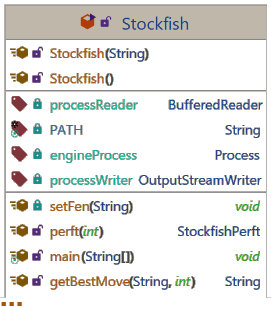 Stockfish
Stockfish(String)
Stockfish()
processReader BufferedReader
PATH String
engineProcess Process
processWriter OutputStreamWriter
setFen(String) void
perft(int) StockfishPerft
main(String[]) void
getBestMove(String, int) String